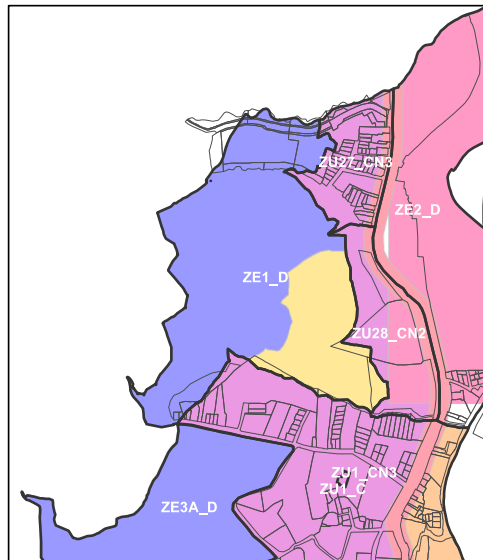 ZU27_CN3
ZE2_D
ZE1_D
ZU28_CN2
ZU1_CN3
ZU1_C
ZE3A_D